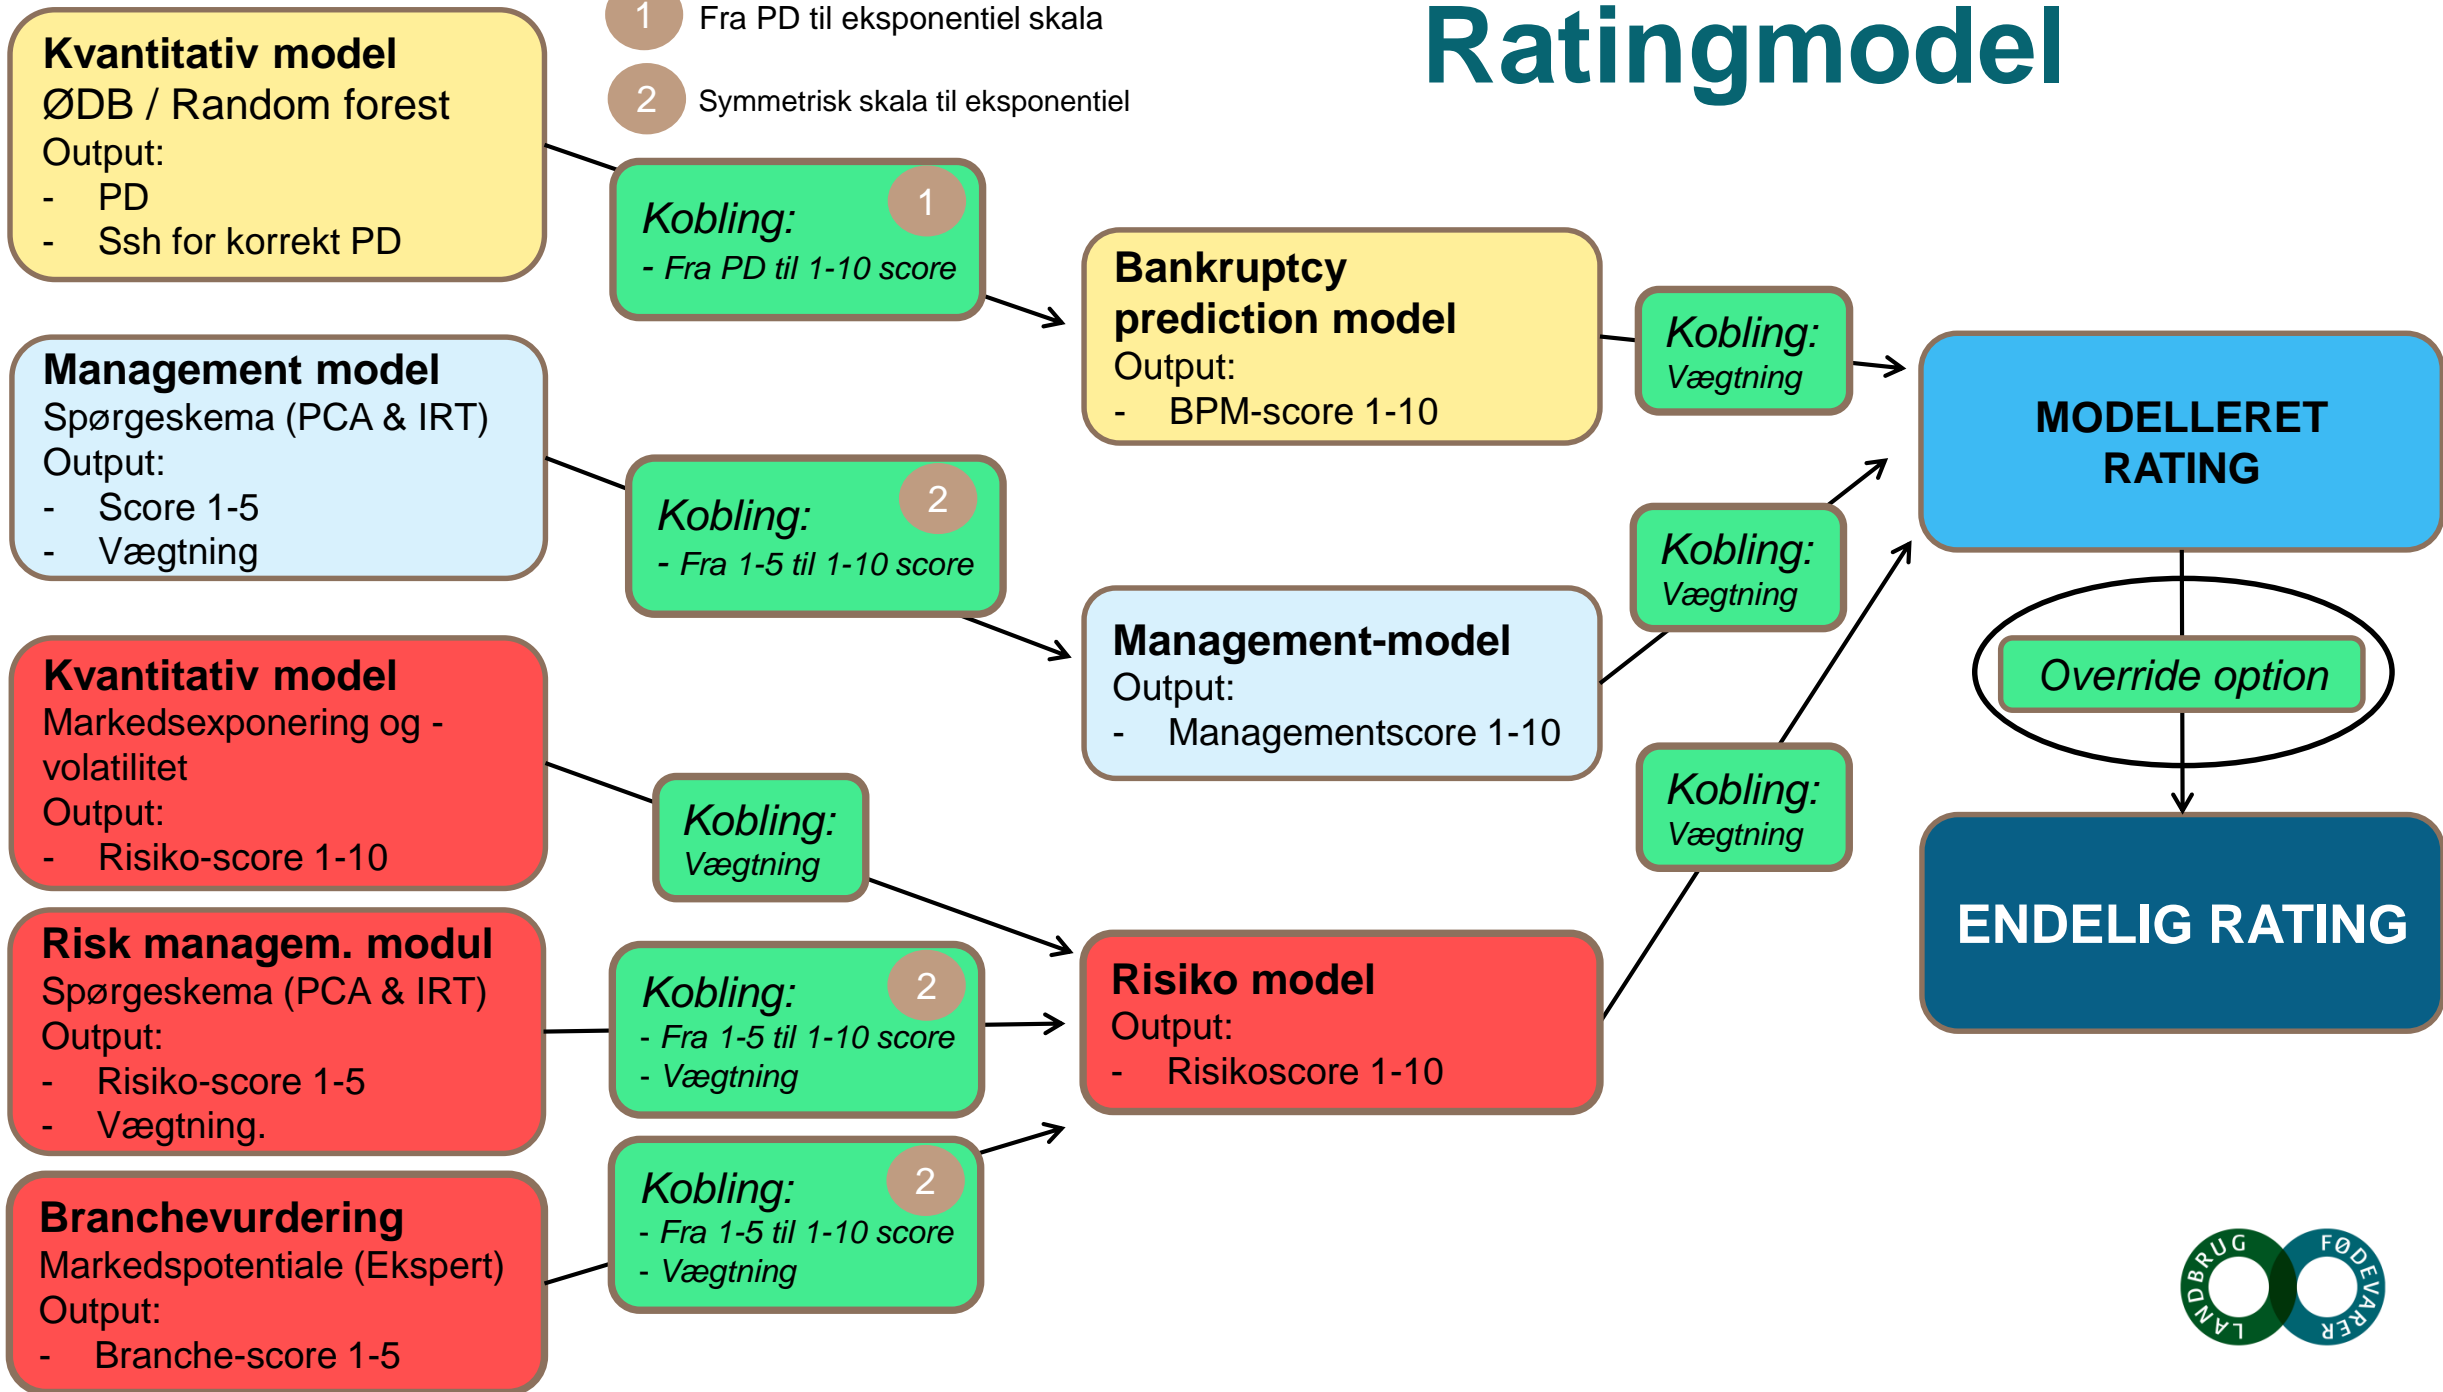 Ratingmodel
1 Fra PD til eksponentiel skala
2 Symmetrisk skala til eksponentiel
Kvantitativ model
ØDB / Random forest
Output:
- PD
- Ssh for korrekt PD
Kobling:
1
- Fra PD til 1-10 score
Bankruptcy
prediction model
Output:
- BPM-score 1-10
Kobling:
Vægtning
Management model
Spørgeskema (PCA & IRT)
Output:
- Score 1-5
- Vægtning
Kobling:
2
- Fra 1-5 til 1-10 score
Management-model
Output:
- Managementscore 1-10
Kobling:
Vægtning
Kvantitativ model
Markedsexponering og -
volatilitet
Output:
- Risiko-score 1-10
Kobling:
Vægtning
Risk managem. modul
Spørgeskema (PCA & IRT)
Output:
- Risiko-score 1-5
- Vægtning.
Kobling:
2
- Fra 1-5 til 1-10 score
- Vægtning
Branchevurdering
Markedspotentiale (Ekspert)
Output:
- Branche-score 1-5
Kobling:
2
- Fra 1-5 til 1-10 score
- Vægtning
Risiko model
Output:
- Risikoscore 1-10
Kobling:
Vægtning
MODELLERET
RATING
Override option
ENDELIG RATING
LANDBRUG
FØDEVARER